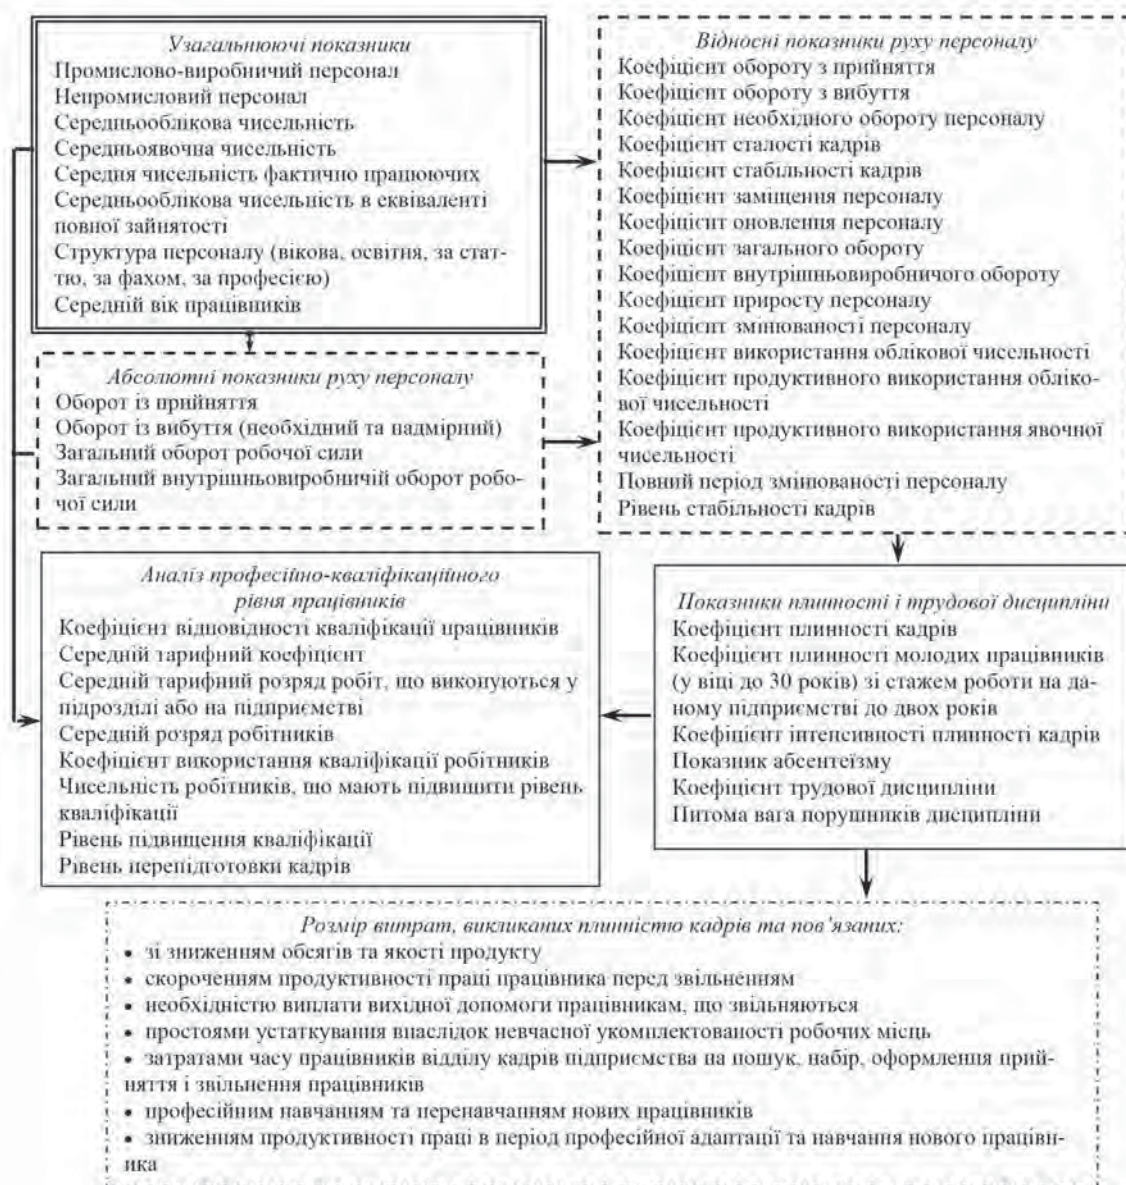 Узагальнюючі показники
Промислово-виробничий персонал
Непромисловий персонал
Середньооблікова чисельність
Середньоявочна чисельність
Середня чисельність фактично працюючих
Середньооблікова чисельність в еквіваленті
повної зайнятості
Структура персоналу (вікова, освітня, за стат-
тю, за фахом, за професією)
Середній вік працівників
Абсолютні показники руху персоналу
Оборот із прийняття
Оборот із вибуття (необхідний та надмірний)
Загальний оборот робочої сили
Загальний внутрішньовиробничій оборот робо-
чої сили
Відносні показники руху персоналу
Коефіцієнт обороту з прийняття
Коефіцієнт обороту з вибуття
Коефіцієнт необхідного обороту персоналу
Коефіцієнт сталості кадрів
Коефіцієнт стабільності кадрів
Коефіцієнт заміщення персоналу
Коефіцієнт оновлення персоналу
Коефіцієнт загального обороту
Коефіцієнт внутрішньовиробничого обороту
Коефіцієнт приросту персоналу
Коефіцієнт змінюваності персоналу
Коефіцієнт використання облікової чисельності
Коефіцієнт продуктивного використання обліко-
вої чисельності
Коефіцієнт продуктивного використання явочної
чисельності
Повний період змінюваності персоналу
Рівень стабільності кадрів
Аналіз професійно-кваліфікаційного
рівня працівників
Коефіцієнт відповідності кваліфікації працівників
Середній тарифний коефіцієнт
Середній тарифний розряд робіт, що виконуються у
підрозділі або на підприємстві
Середній розряд робітників
Коефіцієнт використання кваліфікації робітників
Чисельність робітників, що мають підвищити рівень
кваліфікації
Рівень підвищення кваліфікації
Рівень перепідготовки кадрів
Показники плинності і трудової дисципліни
Коефіцієнт плинності кадрів
Коефіцієнт плинності молодих працівників
(у віці до 30 років) зі стажем роботи на да-
ному підприємстві до двох років
Коефіцієнт інтенсивності плинності кадрів
Показник абсентеїзму
Коефіцієнт трудової дисципліни
Питома вага порушників дисципліни
Розмір витрат, викликаних плинністю кадрів та пов’язаних:
• зі зниженням обсягів та якості продукту
• скороченням продуктивності праці працівника перед звільненням
• необхідністю виплати вихідної допомоги працівникам, що звільняються
• простоями устаткування внаслідок невчасної укомплектованості робочих місць
• затратами часу працівників відділу кадрів підприємства на пошук, набір, оформлення прий-
няття і звільнення працівників
• професійним навчанням та перенавчанням нових працівників
• зниженням продуктивності праці в період професійної адаптації та навчання нового працівн-
ика